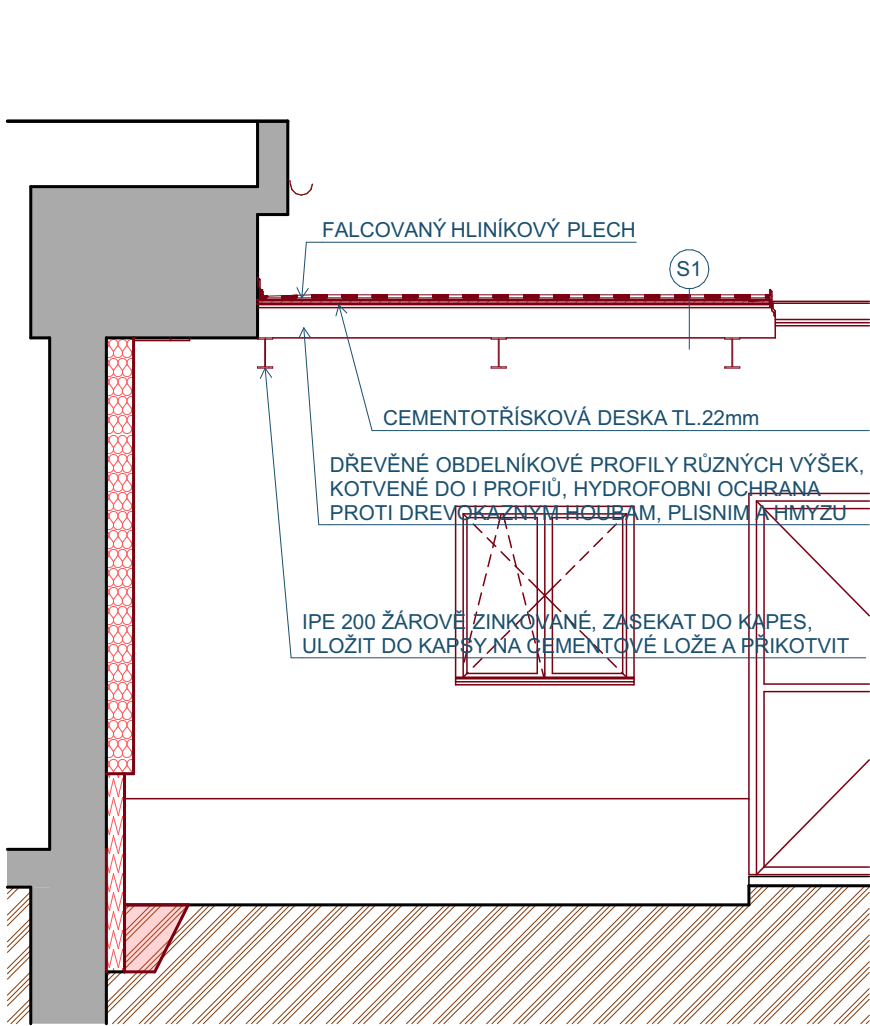 FALCOVANÝ HLINÍKOVÝ PLECH
S1
CEMENTOTŘÍSKOVÁ DESKA TL.22mm
DŘEVĚNÉ OBDELNÍKOVÉ PROFILY RŮZNÝCH VÝŠEK,
KOTVENÉ DO I PROFIŮ, HYDROFOBNI OCHRANA
PROTI DREVOKAZNYM HOUBAM, PLISNIM A HMYZU
IPE 200 ŽÁROVĚ ZINKOVANÉ, ZASEKAT DO KAPES,
ULOŽIT DO KAPSY NA CEMENTOVÉ LOŽE A PŘIKOTVIT